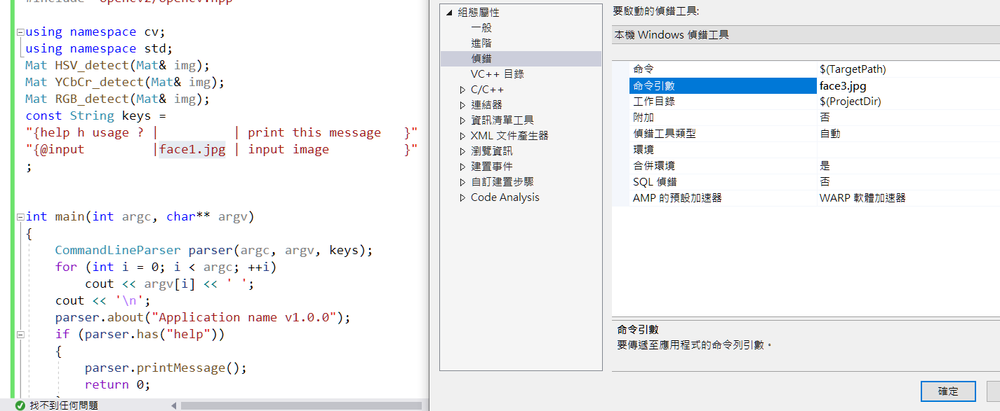 #include "opencv2/opencv.hpp"
using namespace cv;
using namespace std;
Mat HSV_detect(Mat& img);
Mat YCbCr_detect(Mat& img);
Mat RGB_detect(Mat& img);
const String keys =
"{help h usage ? |          | print this message   }"
"{@input         |face1.jpg | input image          }"
;
int main(int argc, char** argv)
{
    CommandLineParser parser(argc, argv, keys);
    for (int i = 0; i < argc; ++i)
        cout << argv[i] << ' ';
    cout << '\n';
    parser.about("Application name v1.0.0");
    if (parser.has("help"))
    {
        parser.printMessage();
        return 0;
找不到任何問題
組態屬性
一般
進階
偵錯
VC++ 目錄
C/C++
連結器
資訊清單工具
XML 文件產生器
瀏覽資訊
建置事件
自訂建置步驟
Code Analysis
要啟動的偵錯工具:
本機 Windows 偵錯工具
命令 $(TargetPath)
命令引數 face3.jpg
工作目錄 $(ProjectDir)
附加 否
偵錯工具類型 自動
環境
合併環境 是
SQL 偵錯 否
AMP 的預設加速器 WARP 軟體加速器
命令引數
要傳遞至應用程式的命令列引數。
確定